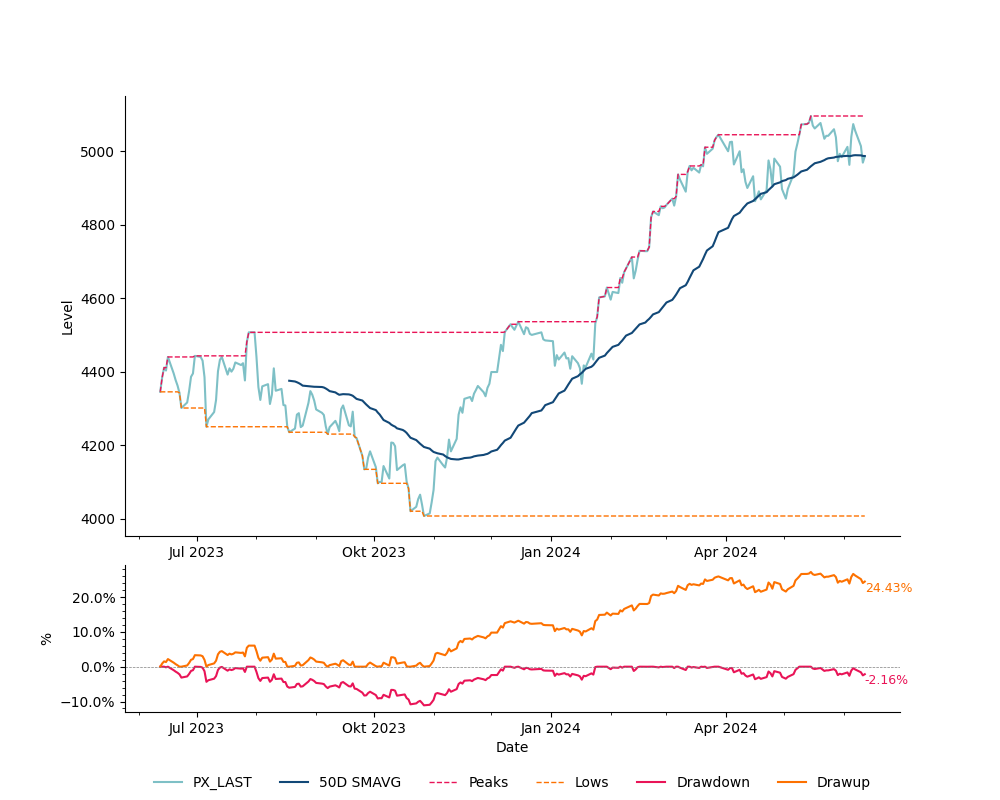 5000
4800
4600
4400
4200
4000
Level
Jul 2023 Okt 2023 Jan 2024 Apr 2024
20.0%
10.0%
0.0%
−10.0%
%
24.43%
-2.16%
Jul 2023 Okt 2023 Jan 2024 Apr 2024
Date
PX_LAST 50D SMAVG Peaks Lows Drawdown Drawup